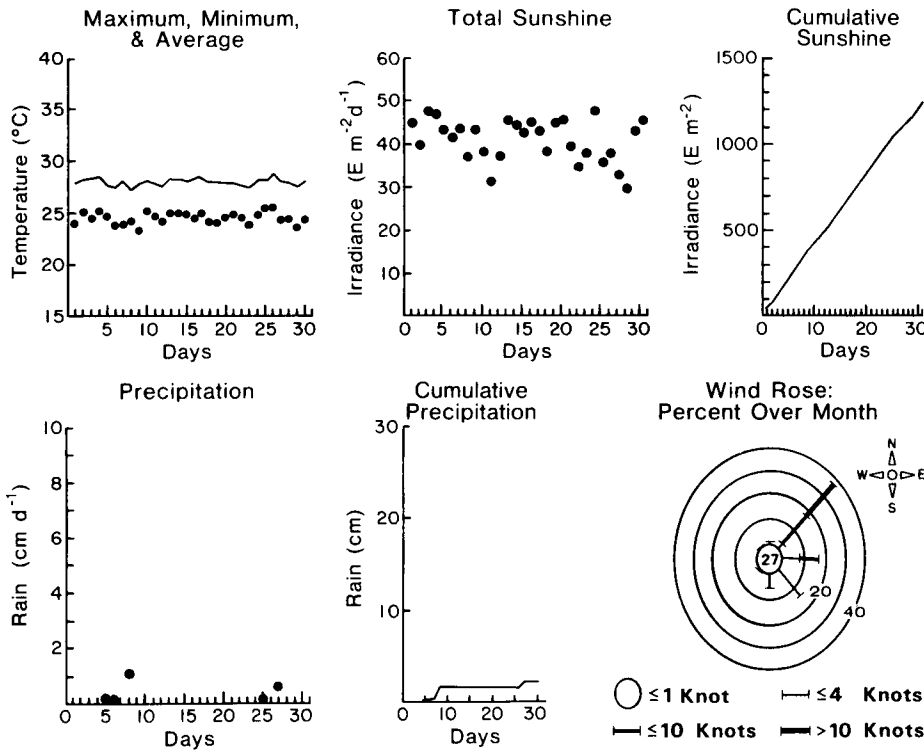 Maximum, Minimum,
& Average
40
35
30
25
20
15
Temperature (°C)
0 5 10 15 20 25 30
Days
Total Sunshine
60
50
40
30
20
10
Irradiance (E m-2d-1)
0 5 10 15 20 25 30
Days
Cumulative
Sunshine
1500
1000
500
Irradiance (E m-2)
0 10 20 30
Days
Precipitation
10
8
6
4
2
Rain (cm d-1)
0 5 10 15 20 25 30
Days
Cumulative
Precipitation
30
20
10
Rain (cm)
0 10 20 30
Days
Wind Rose:
Percent Over Month
N
W E
S
27
20
40
≤1 Knot ≤4 Knots
≤10 Knots >10 Knots